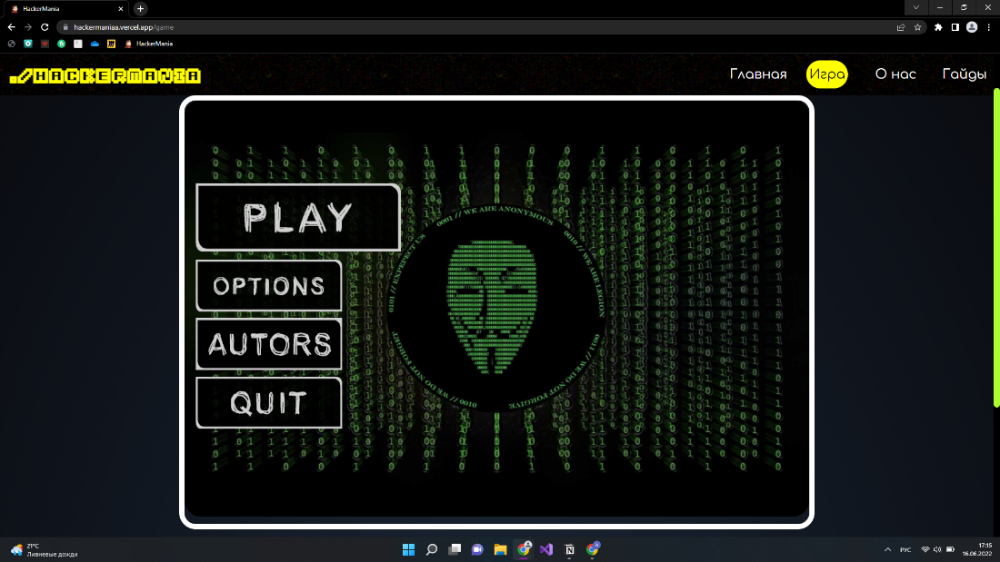 HackerMania
hackermaniaa.vercel.app/game
HackerMania
./HACKERMANIA
Главная
Игра
О нас
Гайды
PLAY
OPTIONS
AUTORS
QUIT
0001 // WE ARE ANONYMOUS
0010 // WE ARE LEGION
0011 // WE DO NOT FORGIVE
0100 // WE DO NOT FORGET
0101 // EXPEPECT US
21°C
Ливневые дожди
РУС
17:15
16.06.2022